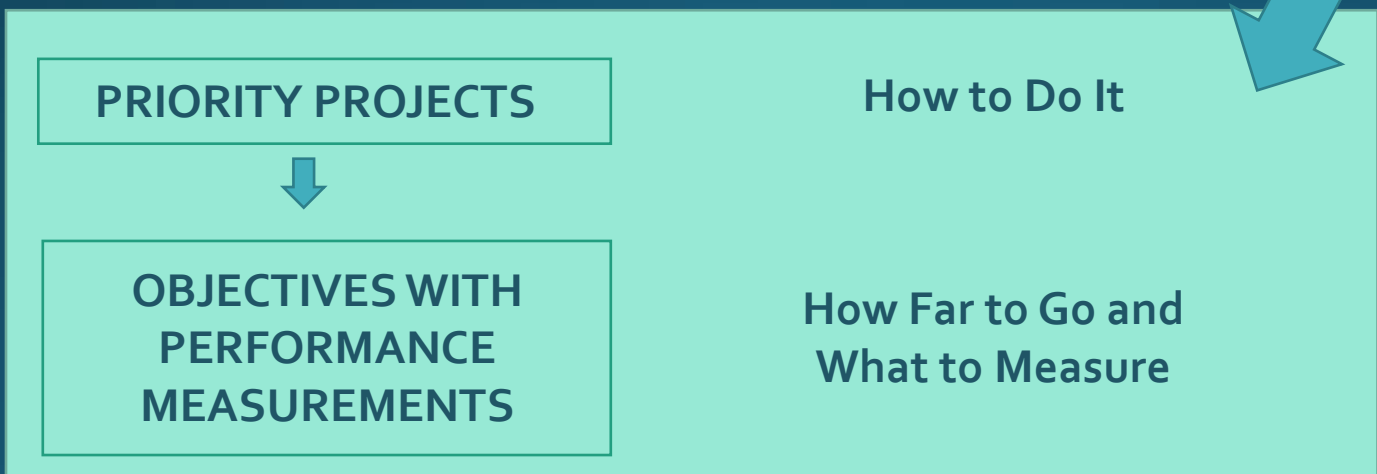 PRIORITY PROJECTS
How to Do It
OBJECTIVES WITH
PERFORMANCE
MEASUREMENTS
How Far to Go and
What to Measure